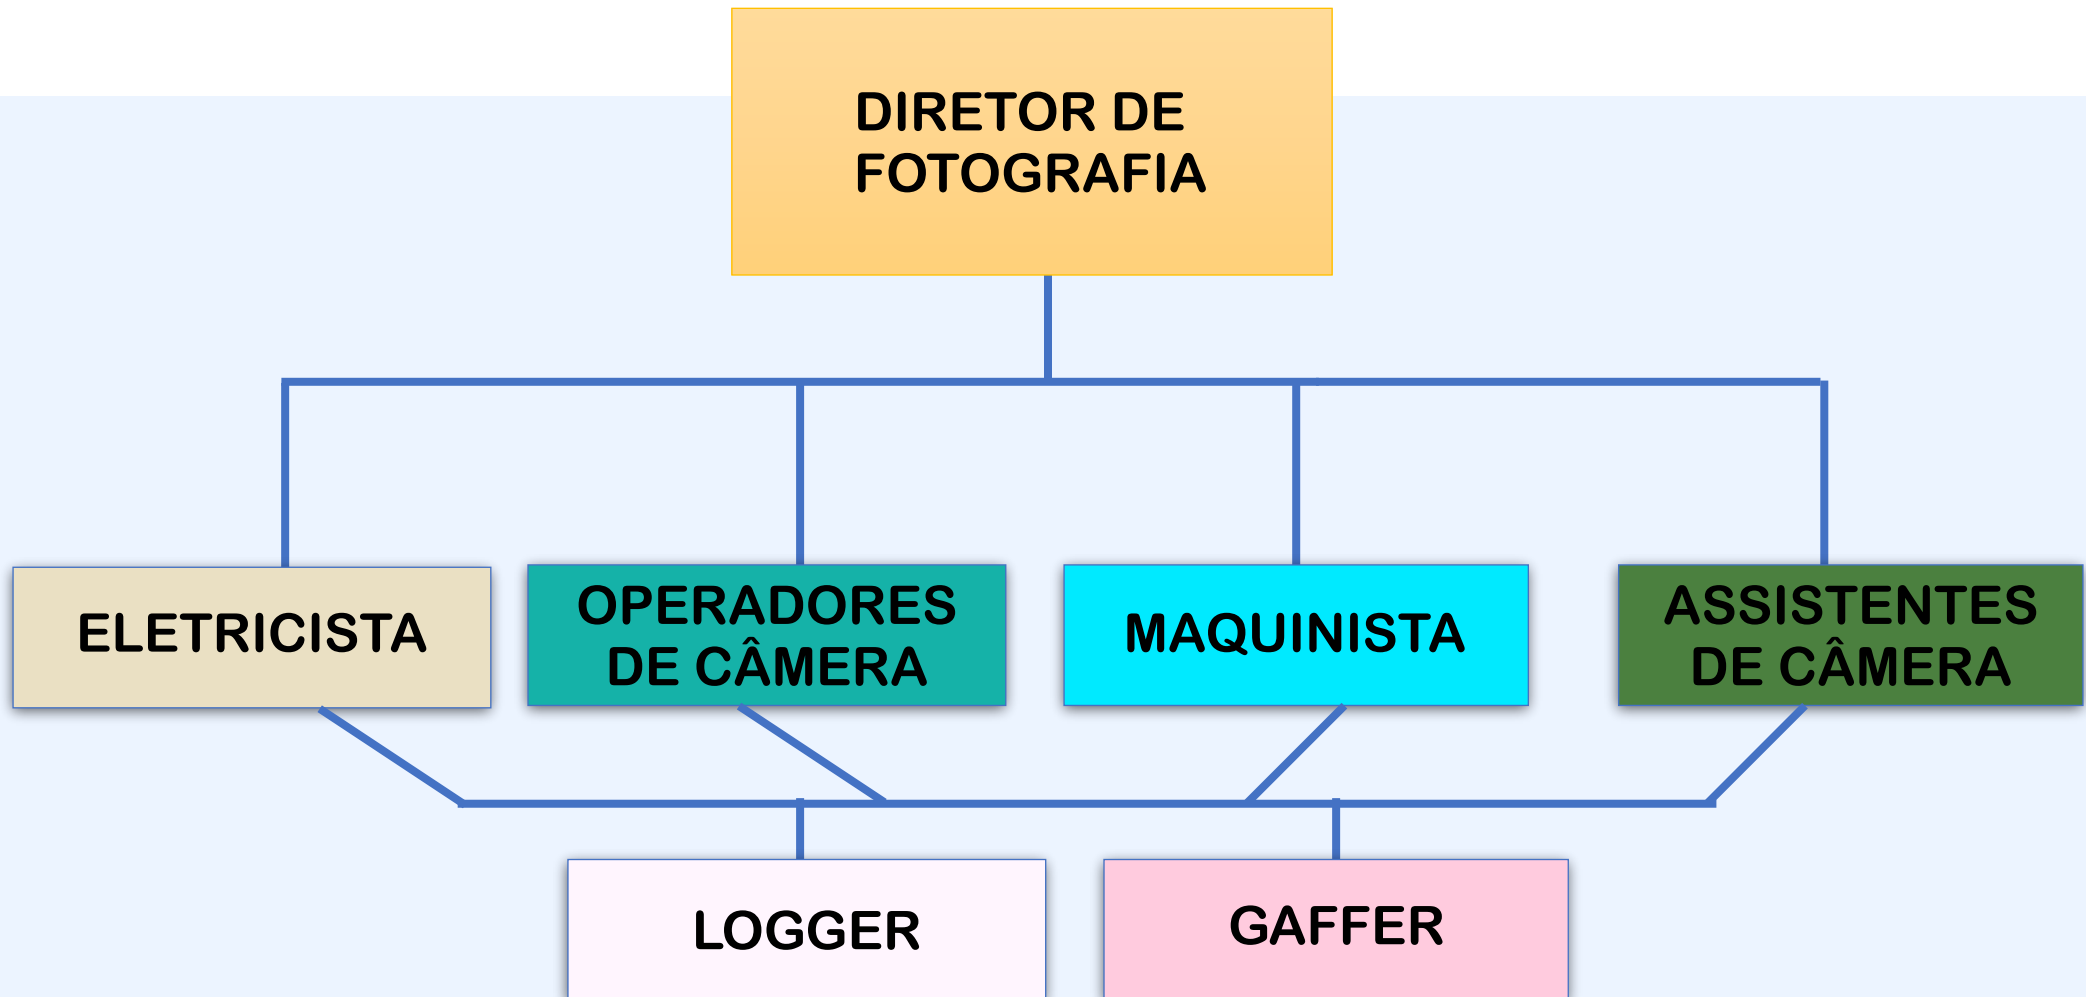 DIRETOR DE
FOTOGRAFIA
ELETRICISTA
OPERADORES
DE CÂMERA
MAQUINISTA
ASSISTENTES
DE CÂMERA
LOGGER
GAFFER